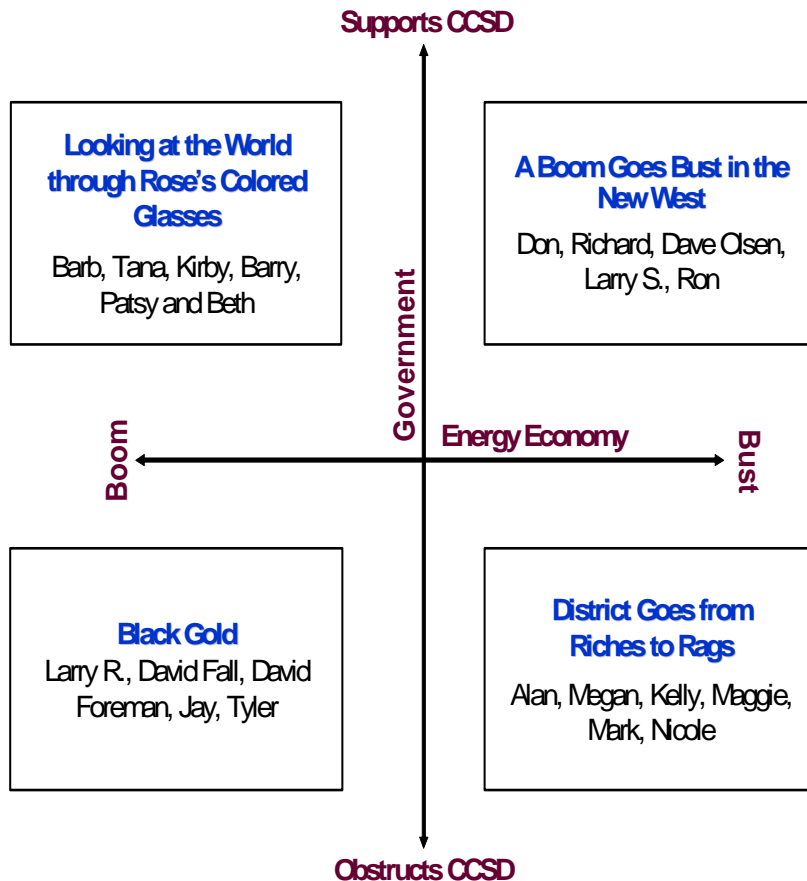 Supports CCSD
Looking at the World
through Rose's Colored
Glasses
Barb, Tana, Kirby, Barry,
Patsy and Beth
A Boom Goes Bust in the
New West
Don, Richard, Dave Olsen,
Larry S., Ron
Government
Energy Economy
Boom
Bust
Black Gold
Larry R., David Fall, David
Foreman, Jay, Tyler
District Goes from
Riches to Rags
Alan, Megan, Kelly, Maggie,
Mark, Nicole
Obstructs CCSD